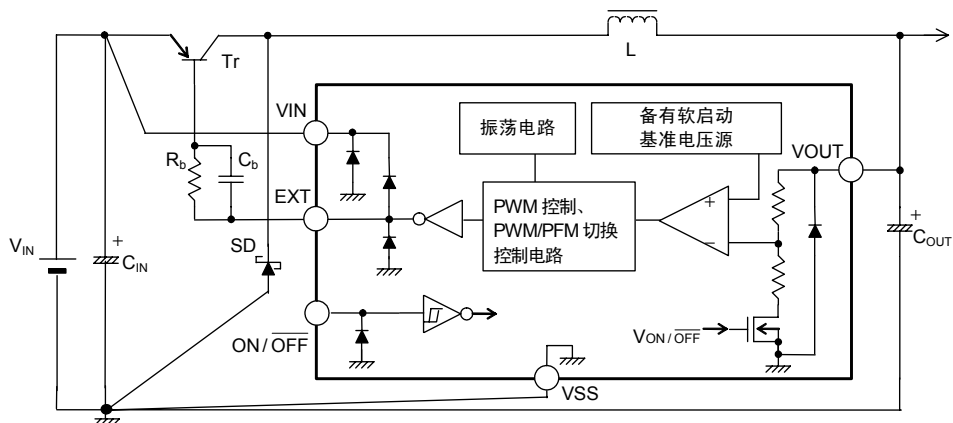 L
Tr
VIN
振荡电路
备有软启动
基准电压源
VOUT
Rb
Cb
EXT
PWM 控制、
PWM/PFM 切换
控制电路
+
−
VIN
+
CIN
SD
+
COUT
ON/OFF
VON/OFF
VSS